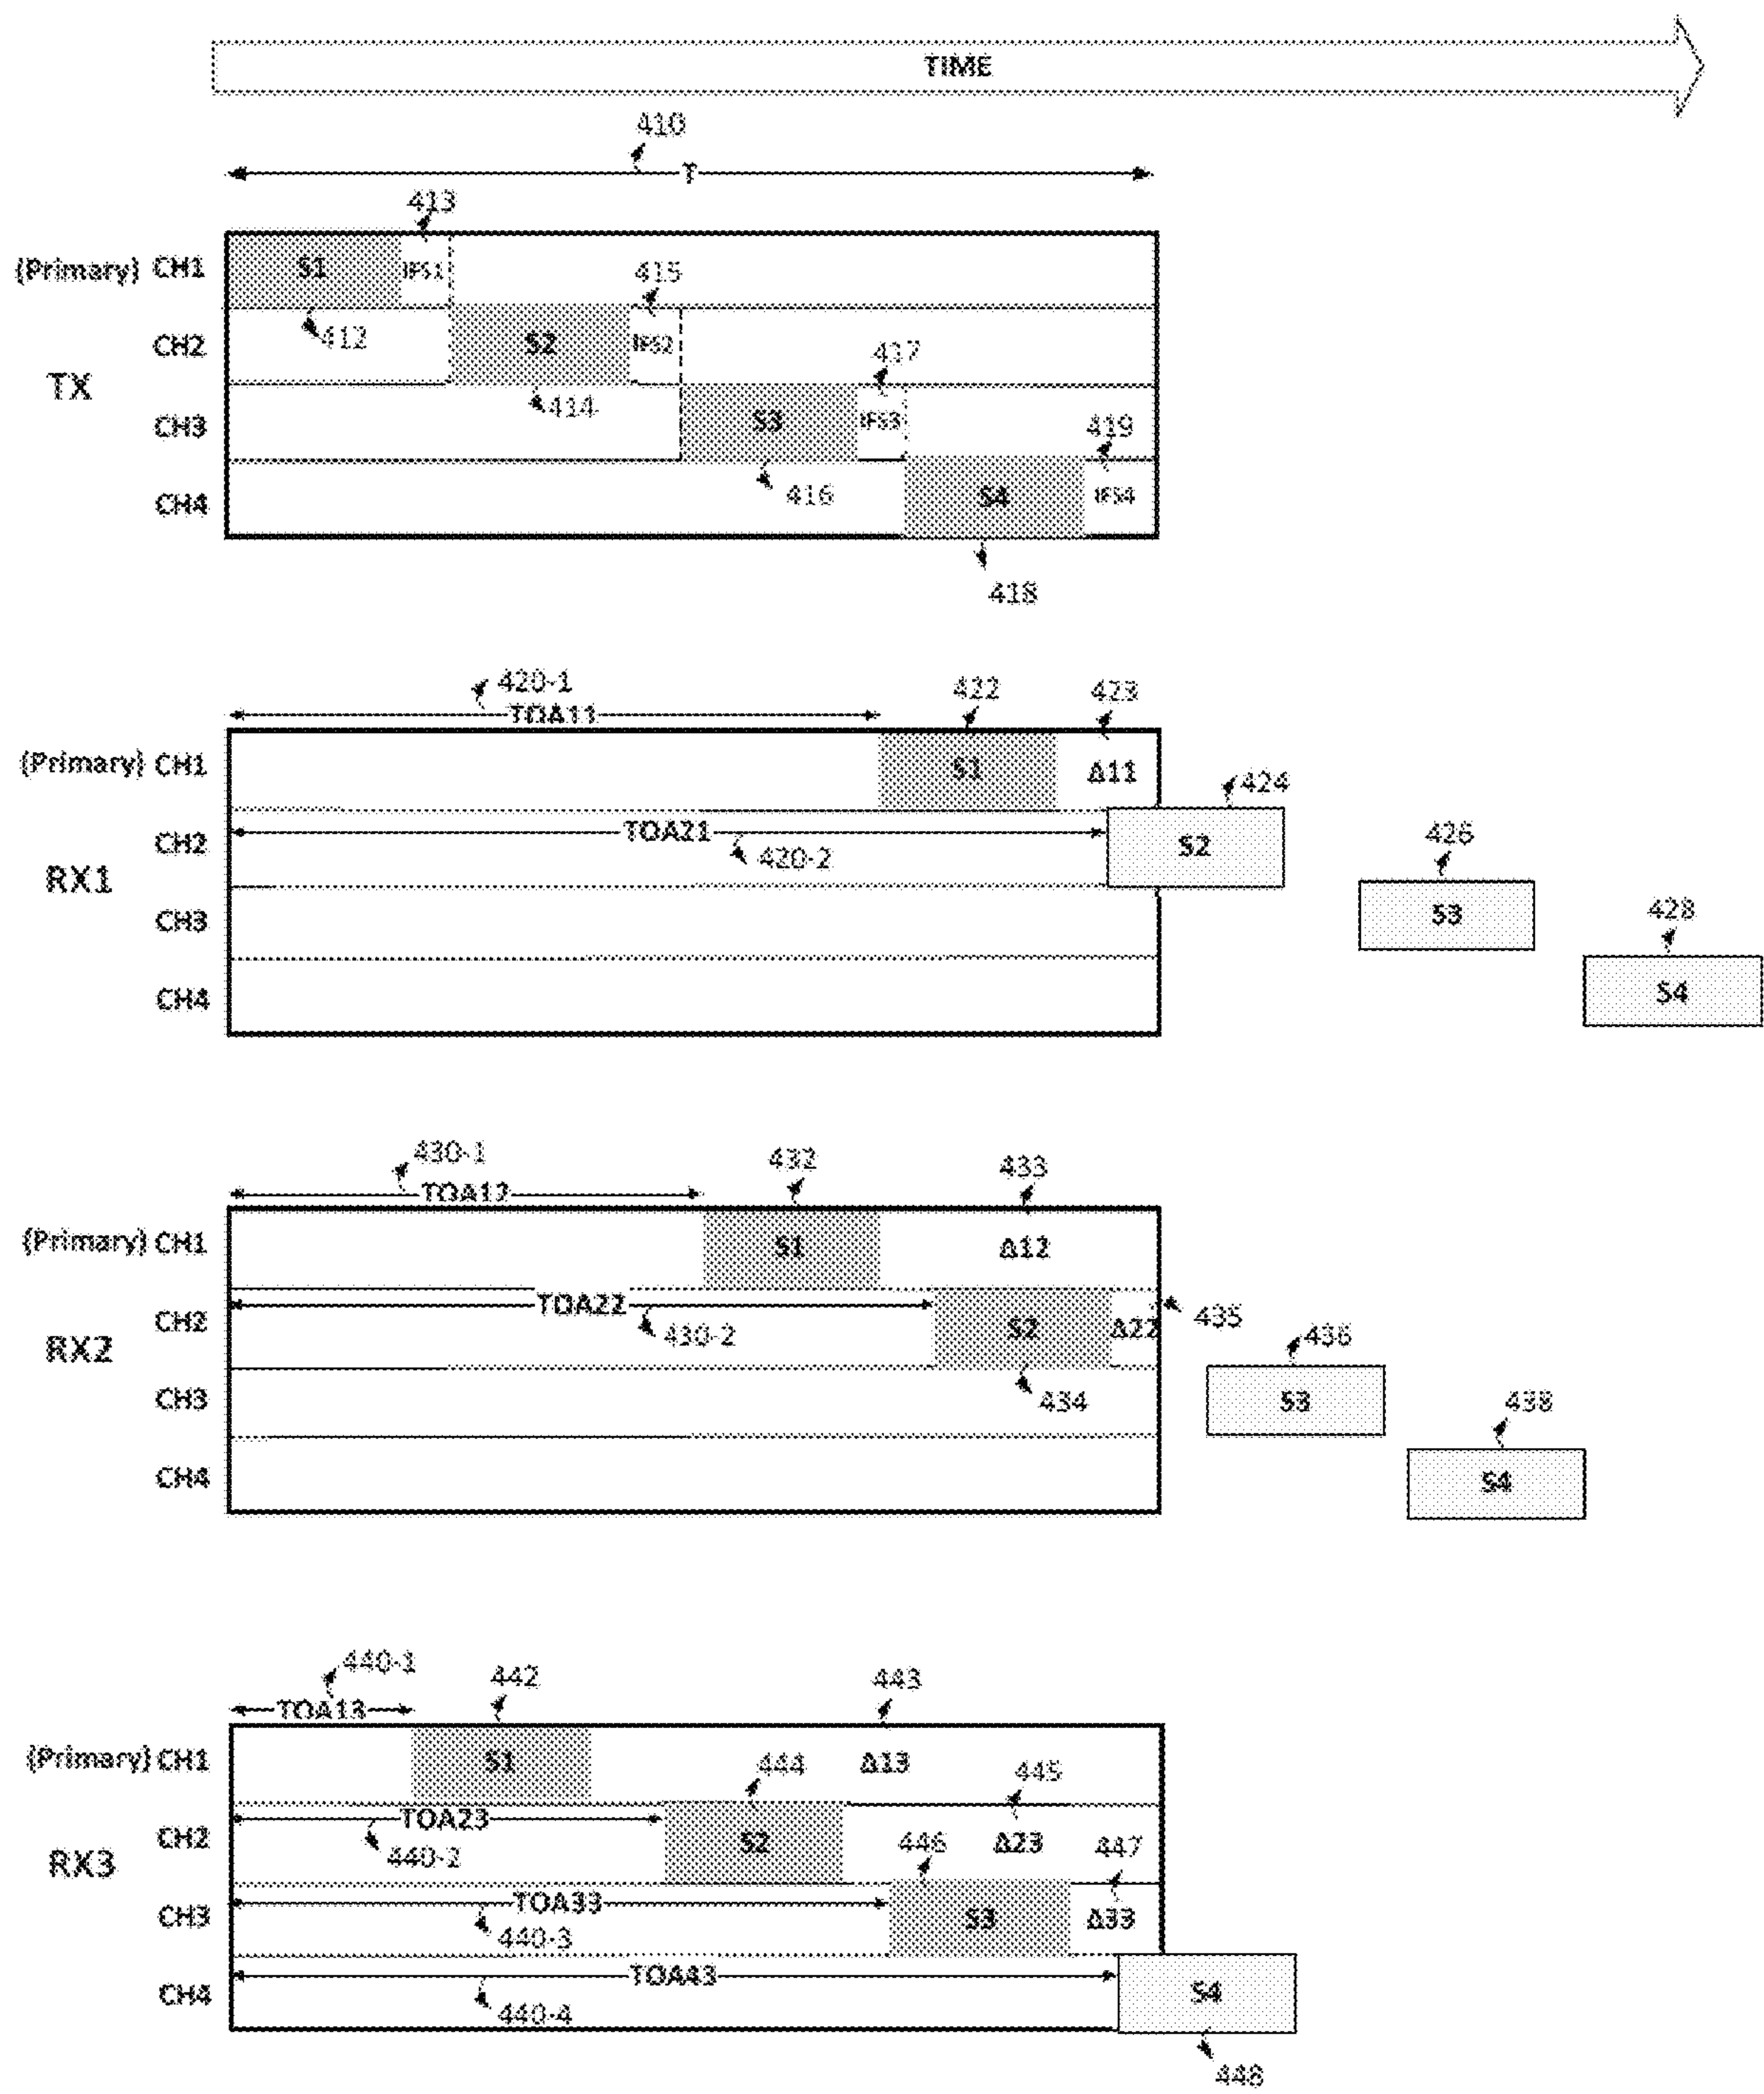 TIME
410
T
413
(Primary) CH1 S1 IFS1
415
412
CH2 S2 IFS2
417
TX
414
CH3 S3 IFS3
419
416
CH4 S4 IFS4
418
420-1
422 423
TOA11
(Primary) CH1 S1 Δ11
424
TOA21
CH2 S2
420-2
426
RX1
CH3 S3
428
CH4 S4
430-1
432 433
TOA12
(Primary) CH1 S1 Δ12
TOA22
CH2 S2 Δ22 435
430-2
436
RX2
434
CH3 S3
438
CH4 S4
440-1
442 443
TOA13
(Primary) CH1 S1 Δ13
444 445
TOA23
CH2 S2 Δ23
446 447
440-2
RX3
TOA33
CH3 S3 Δ33
440-3
TOA43
CH4 S4
440-4
448